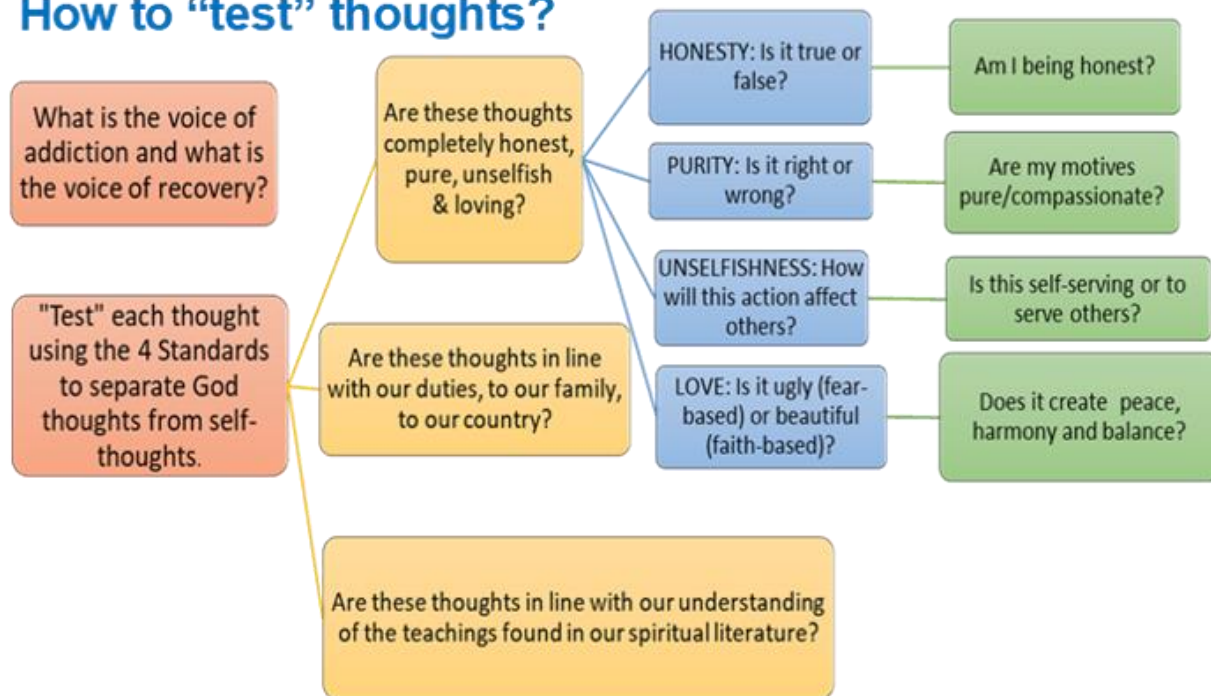 How to “test” thoughts?
What is the voice of
addiction and what is
the voice of recovery?
"Test" each thought
using the 4 Standards
to separate God
thoughts from self-
thoughts.
Are these thoughts
completely honest,
pure, unselfish
& loving?
Are these thoughts in line
with our duties, to our family,
to our country?
Are these thoughts in line with our understanding
of the teachings found in our spiritual literature?
HONESTY: Is it true or
false?
PURITY: Is it right or
wrong?
UNSELFISHNESS: How
will this action affect
others?
LOVE: Is it ugly (fear-
based) or beautiful
(faith-based)?
Am I being honest?
Are my motives
pure/compassionate?
Is this self-serving or to
serve others?
Does it create peace,
harmony and balance?